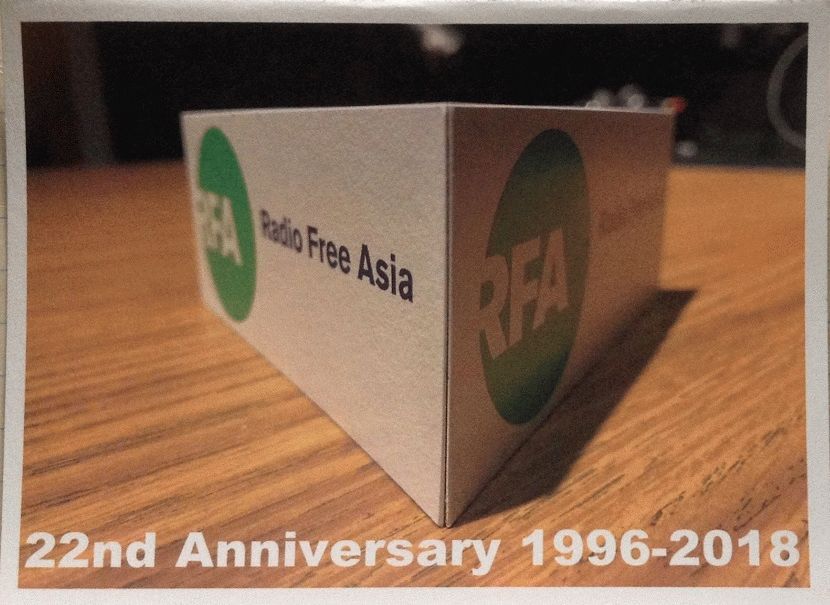 RFA
Radio Free Asia
RFA
22nd Anniversary 1996-2018